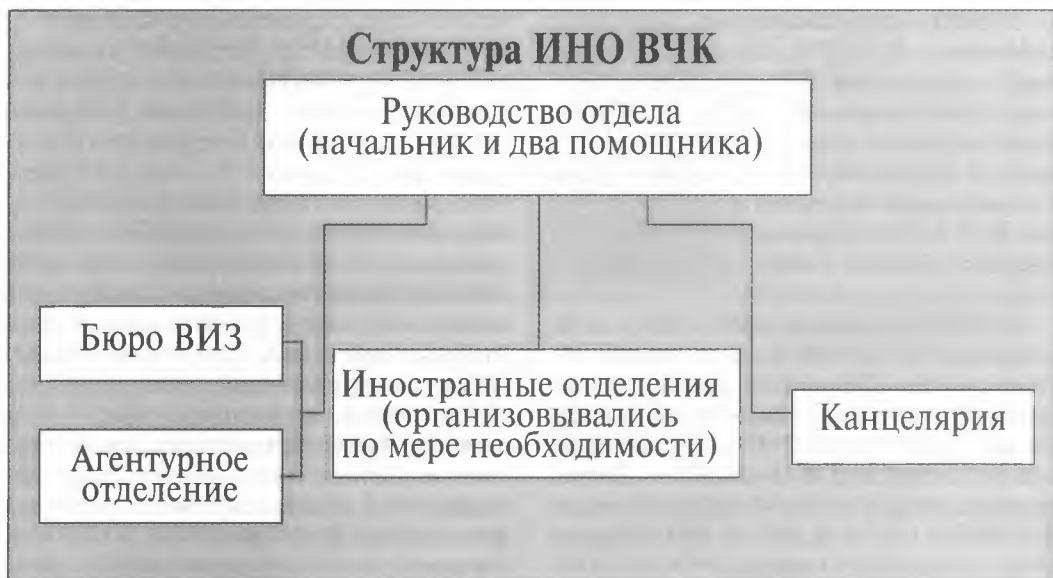 Структура ИНО ВЧК
Руководство отдела
(начальник и два помощника)
Бюро ВИЗ
Агентурное
отделение
Иностранные отделения
(организовывались
по мере необходимости)
Канцелярия